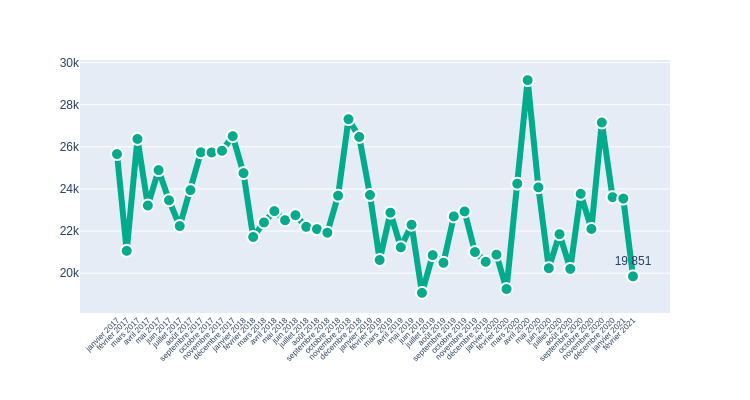 30k
28k
26k
24k
22k
20k
19,851
janvier 2017
février 2017
mars 2017
avril 2017
mai 2017
juin 2017
juillet 2017
août 2017
septembre 2017
octobre 2017
novembre 2017
décembre 2017
janvier 2018
février 2018
mars 2018
avril 2018
mai 2018
juin 2018
juillet 2018
août 2018
septembre 2018
octobre 2018
novembre 2018
décembre 2018
janvier 2019
février 2019
mars 2019
avril 2019
mai 2019
juin 2019
juillet 2019
août 2019
septembre 2019
octobre 2019
novembre 2019
décembre 2019
janvier 2020
février 2020
mars 2020
avril 2020
mai 2020
juin 2020
juillet 2020
août 2020
septembre 2020
octobre 2020
novembre 2020
décembre 2020
janvier 2021
février 2021